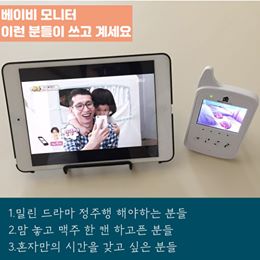 베이비 모니터
이런 분들이 쓰고 계세요
1.밀린 드라마 정주행 해야하는 분들
2.맘 놓고 맥주 한 캔 하고픈 분들
3.혼자만의 시간을 갖고 싶은 분들